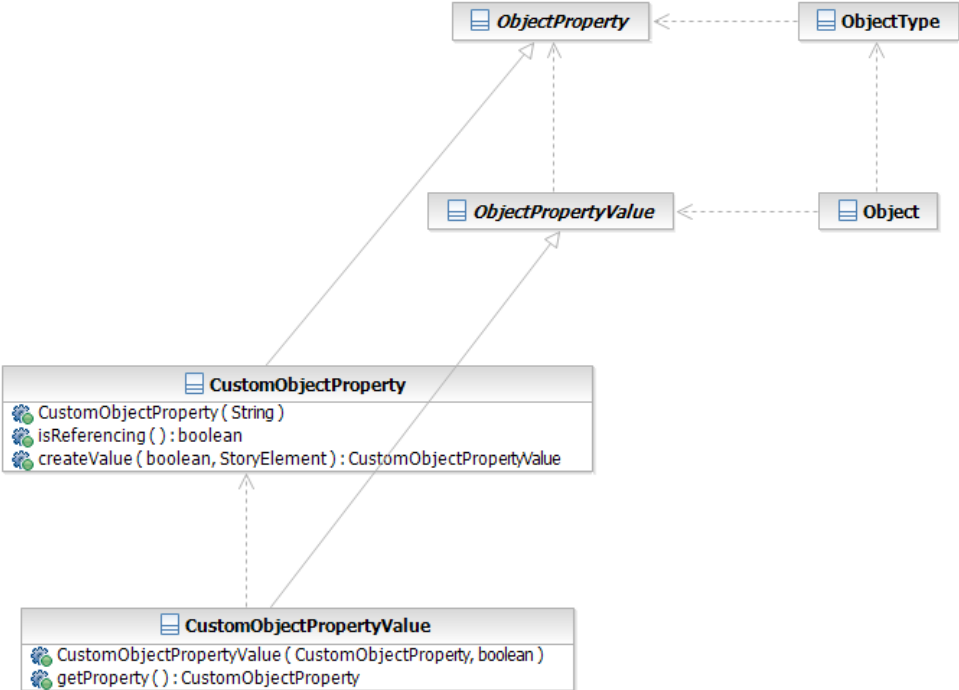 ObjectProperty
ObjectType
ObjectPropertyValue
Object
CustomObjectProperty
CustomObjectProperty ( String )
isReferencing ( ) : boolean
createValue ( boolean, StoryElement ) : CustomObjectPropertyValue
CustomObjectPropertyValue
CustomObjectPropertyValue ( CustomObjectProperty, boolean )
getProperty ( ) : CustomObjectProperty